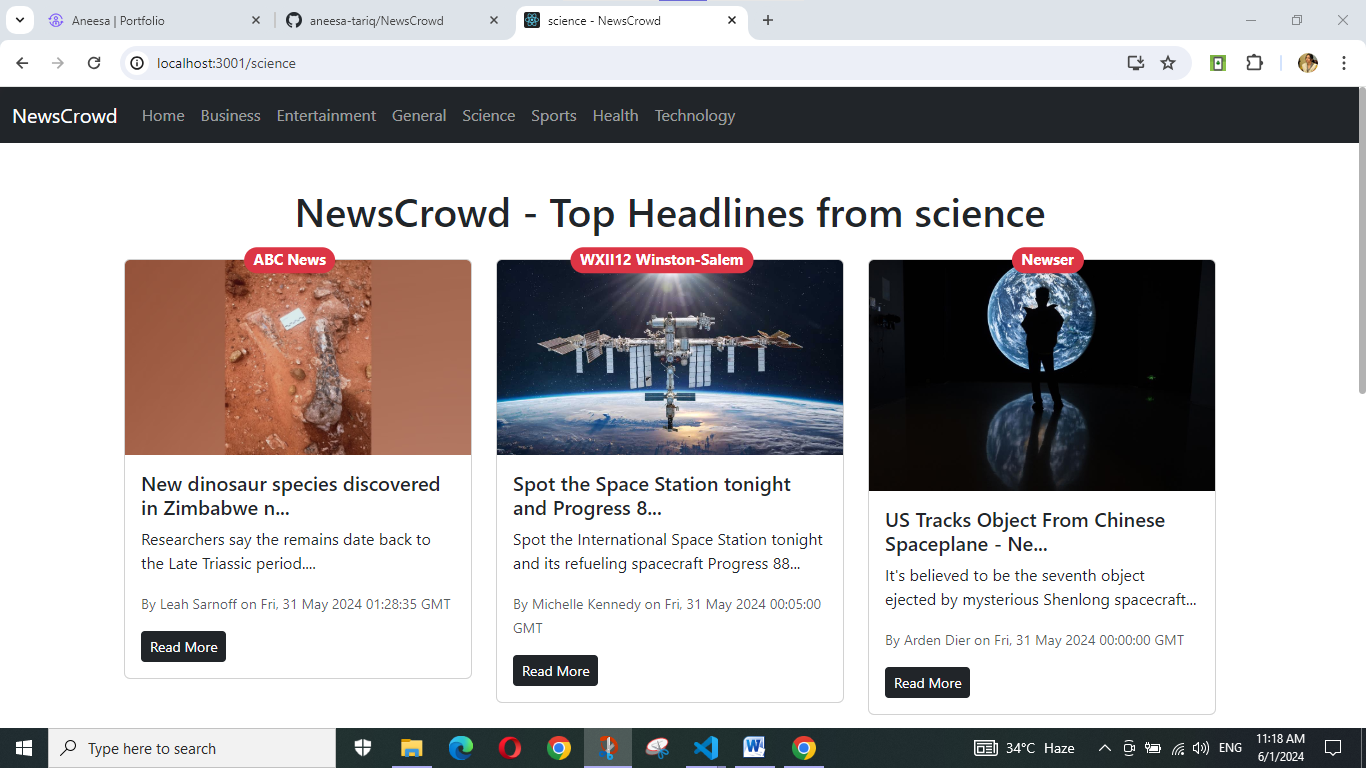 Aneesa | Portfolio
aneesa-tariq/NewsCrowd
science - NewsCrowd
localhost:3001/science
NewsCrowd Home Business Entertainment General Science Sports Health Technology
NewsCrowd - Top Headlines from science
ABC News
New dinosaur species discovered
in Zimbabwe n...
Researchers say the remains date back to
the Late Triassic period....
By Leah Sarnoff on Fri, 31 May 2024 01:28:35 GMT
Read More
WXII12 Winston-Salem
Spot the Space Station tonight
and Progress 8...
Spot the International Space Station tonight
and its refueling spacecraft Progress 88...
By Michelle Kennedy on Fri, 31 May 2024 00:05:00
GMT
Read More
Newser
US Tracks Object From Chinese
Spaceplane - Ne...
It's believed to be the seventh object
ejected by mysterious Shenlong spacecraft...
By Arden Dier on Fri, 31 May 2024 00:00:00 GMT
Read More
Type here to search
34°C Haze
ENG
11:18 AM
6/1/2024